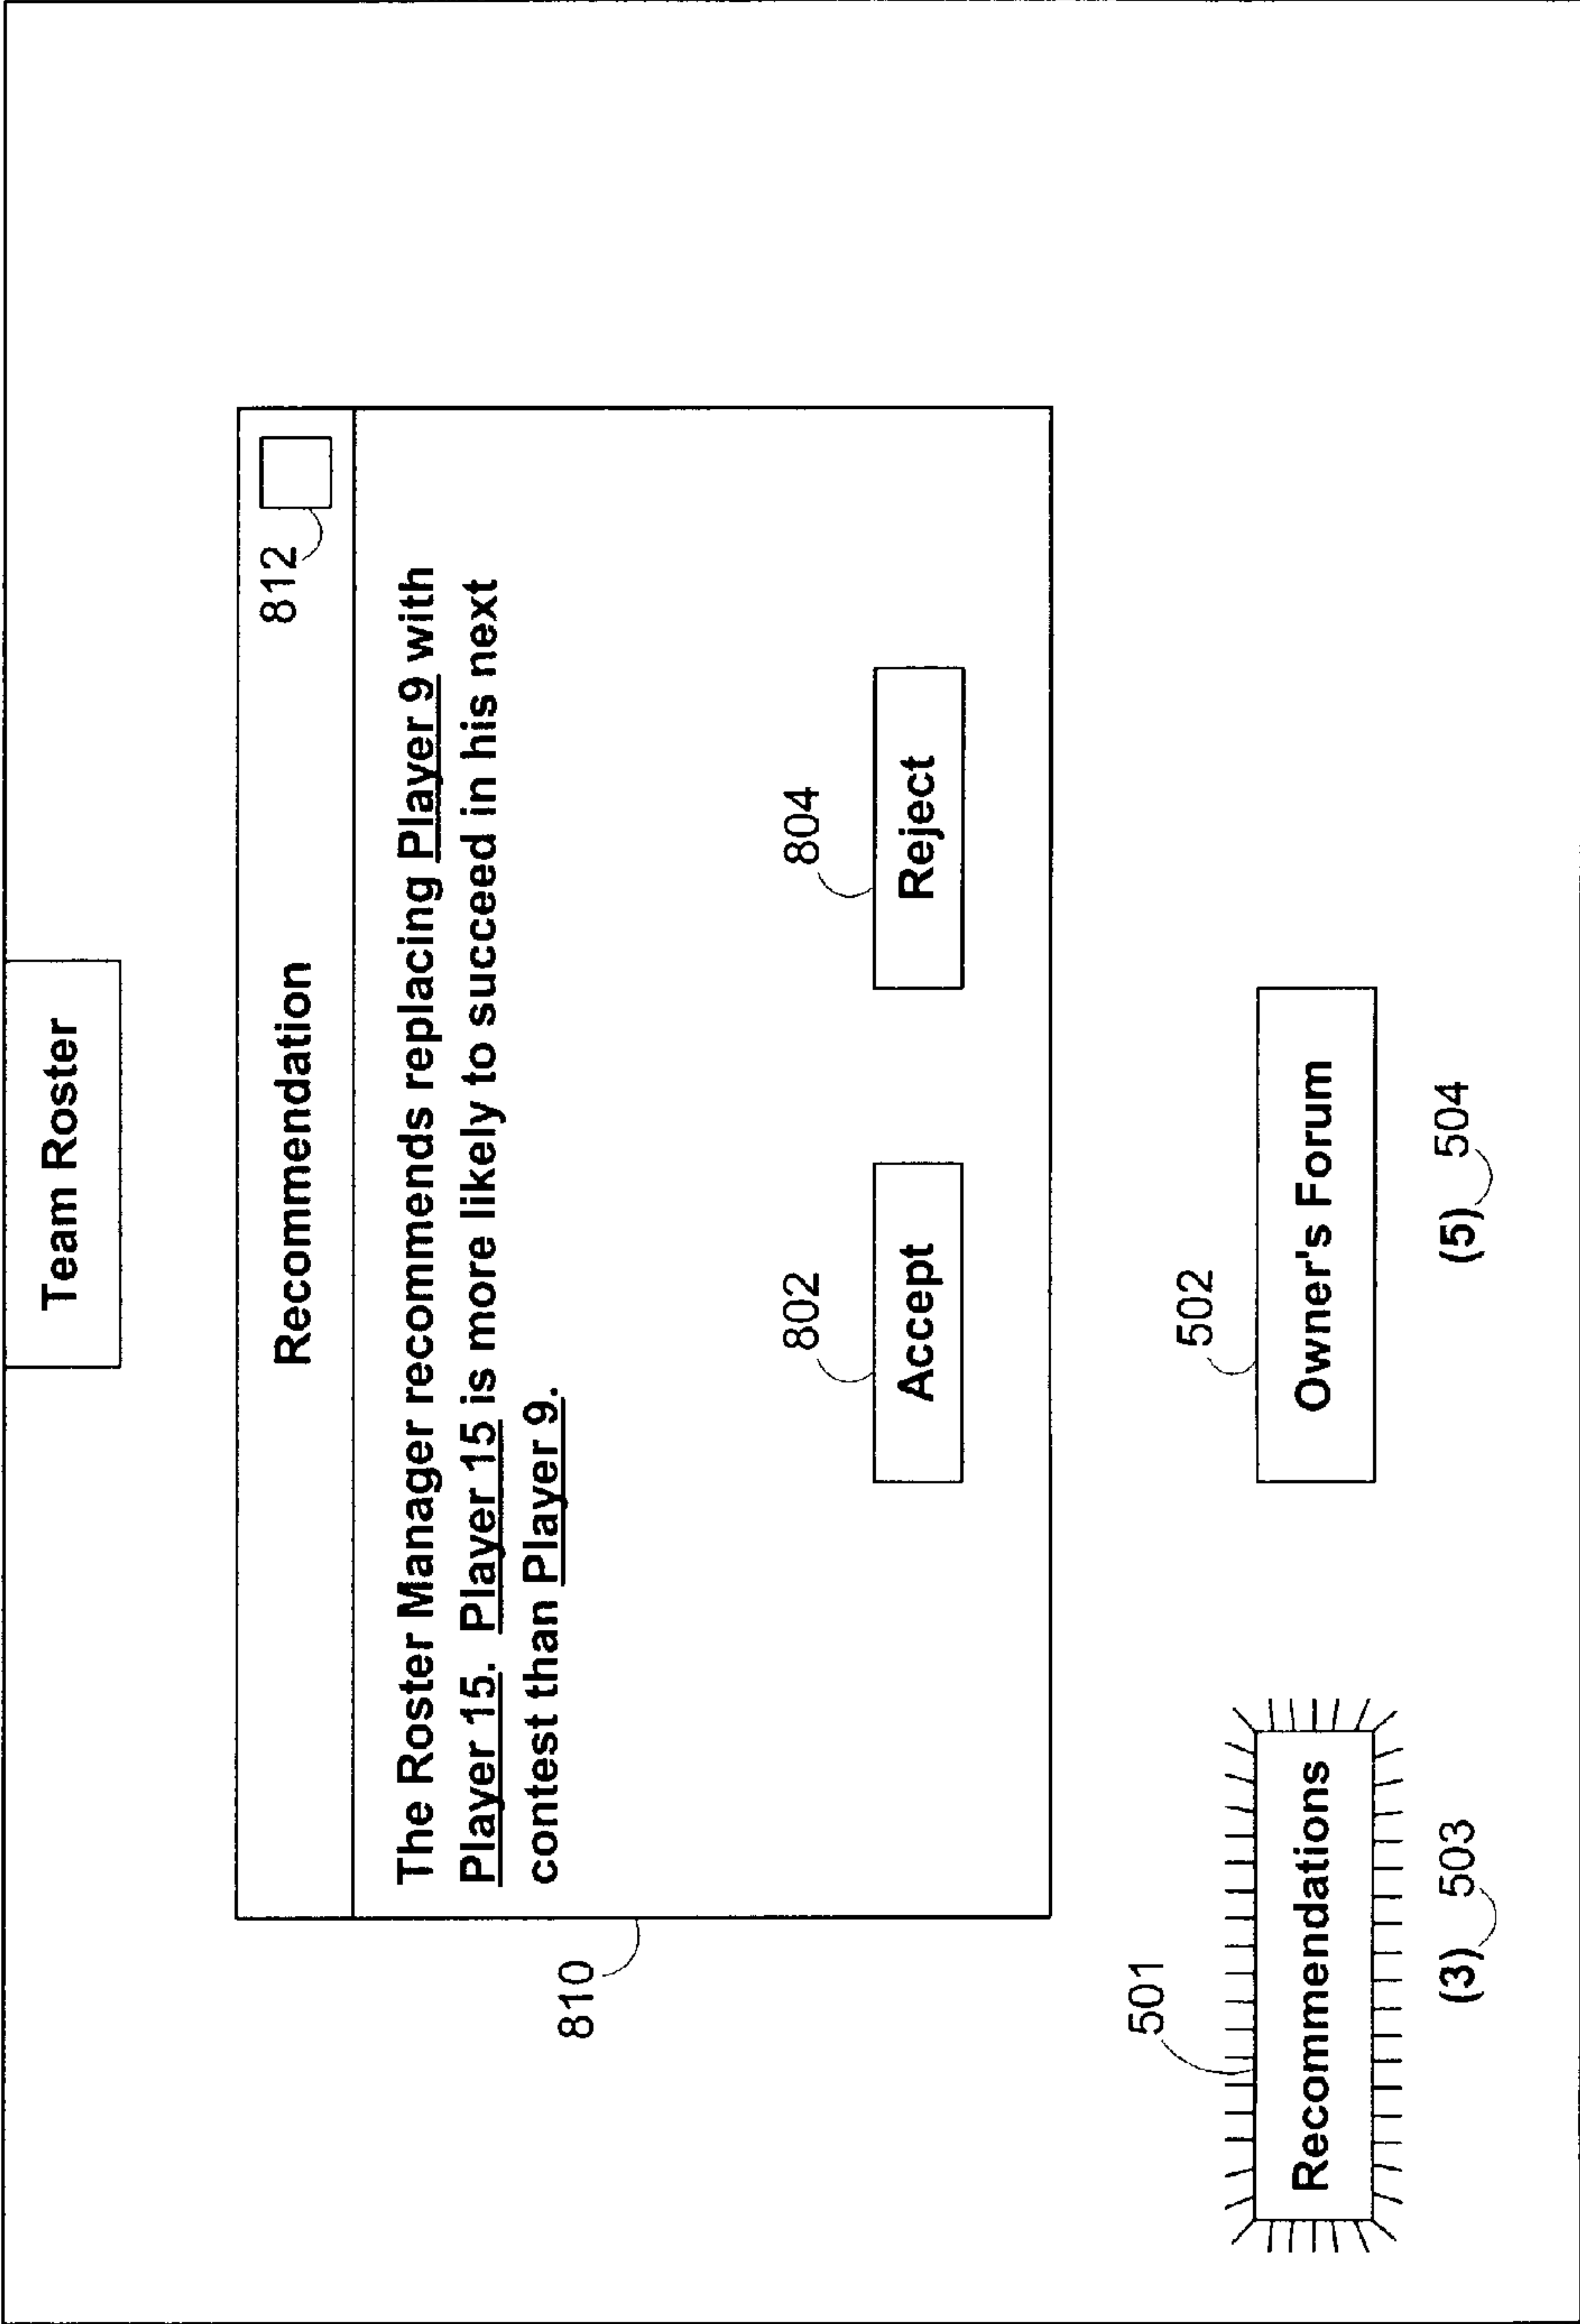 Team Roster
Recommendation
812
The Roster Manager recommends replacing Player 9 with
Player 15. Player 15 is more likely to succeed in his next
contest than Player 9.
810
802
804
Accept
Reject
501
502
Recommendations
Owner's Forum
(3) 503
(5) 504